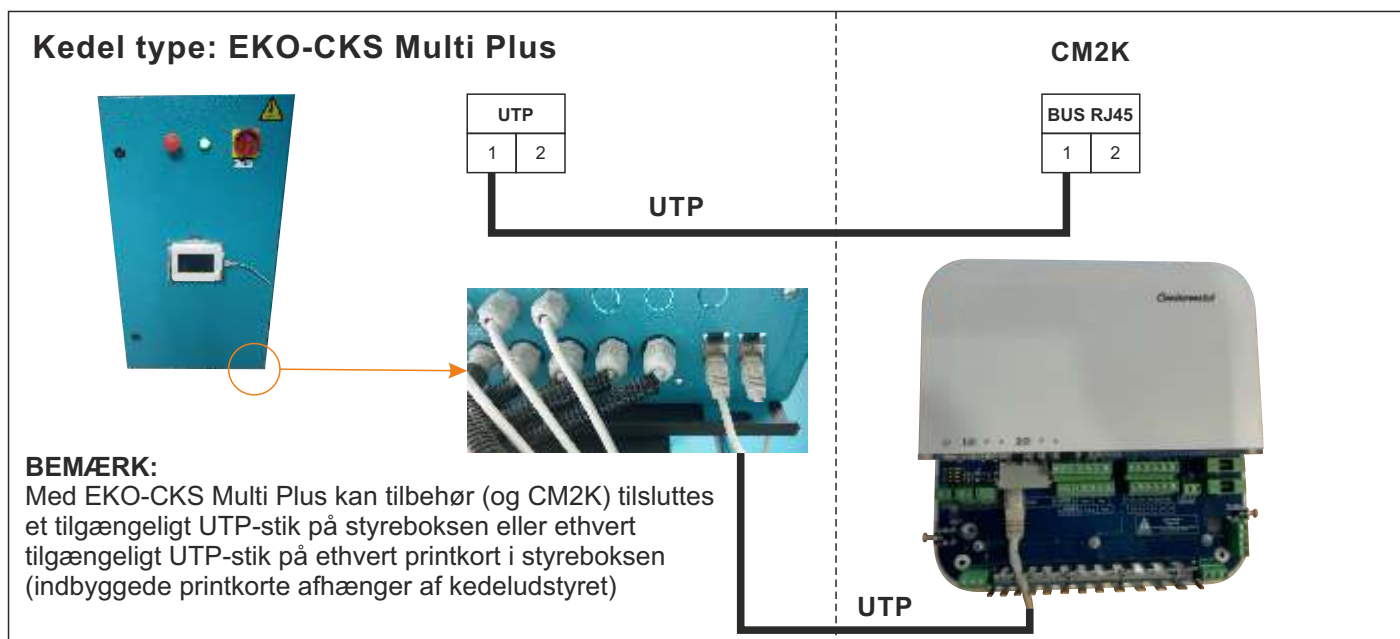 Kedel type: EKO-CKS Multi Plus
CM2K
UTP
1 2
BUS RJ45
1 2
UTP
Centrometal
BEMÆRK:
Med EKO-CKS Multi Plus kan tilbehør (og CM2K) tilsluttes
et tilgængeligt UTP-stik på styreboksen eller ethvert
tilgængeligt UTP-stik på ethvert printkort i styreboksen
(indbyggede printkorte afhænger af kedeludstyret)
UTP